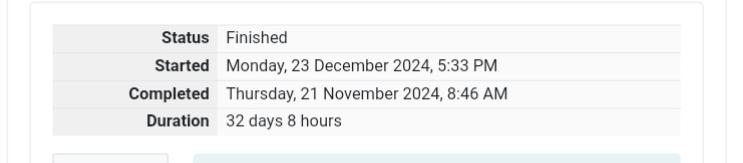 Status Finished
Started Monday, 23 December 2024, 5:33 PM
Completed Thursday, 21 November 2024, 8:46 AM
Duration 32 days 8 hours